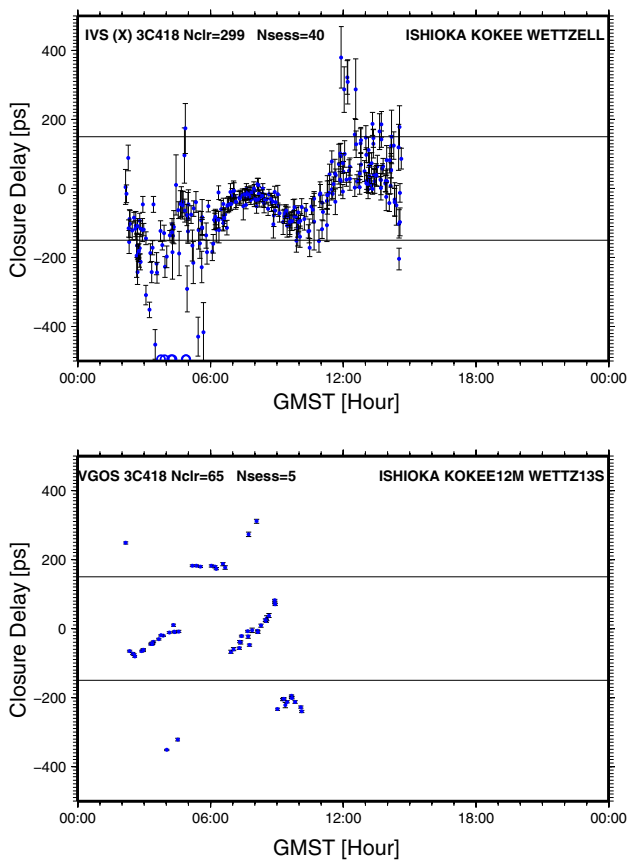 IVS (X) 3C418 Nclr=299 Nsess=40 ISHIOKA KOKEE WETTZELL
400
200
0
−200
−400
Closure Delay [ps]
00:00 06:00 12:00 18:00 00:00
GMST [Hour]
VGOS 3C418 Nclr=65 Nsess=5 ISHIOKA KOKEE12M WETTZ13S
400
200
0
−200
−400
Closure Delay [ps]
00:00 06:00 12:00 18:00 00:00
GMST [Hour]